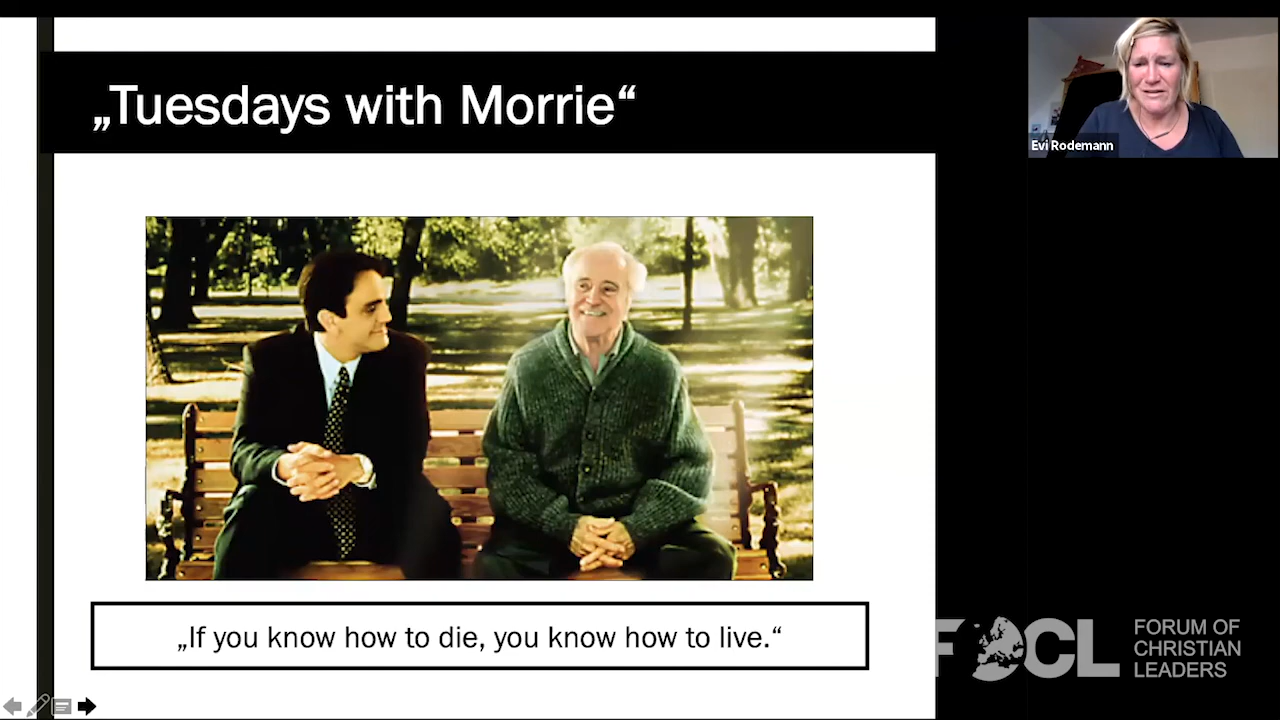 „Tuesdays with Morrie“
Evi Rodemann
„If you know how to die, you know how to live.“
FOCL
FORUM OF
CHRISTIAN
LEADERS